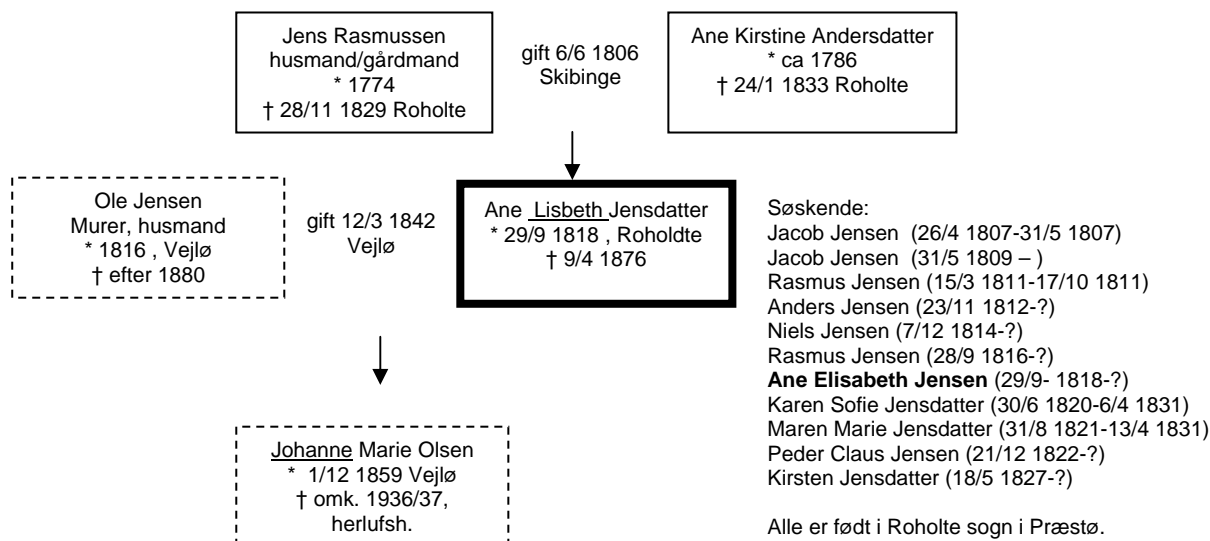 Jens Rasmussen
husmand/gårdmand
* 1774
† 28/11 1829 Roholte
gift 6/6 1806
Skibinge
Ane Kirstine Andersdatter
* ca 1786
† 24/1 1833 Roholte
Ole Jensen
Murer, husmand
* 1816 , Vejlø
† efter 1880
gift 12/3 1842
Vejlø
Ane Lisbeth Jensdatter
* 29/9 1818 , Roholdte
† 9/4 1876
Søskende:
Jacob Jensen (26/4 1807-31/5 1807)
Jacob Jensen (31/5 1809 – )
Rasmus Jensen (15/3 1811-17/10 1811)
Anders Jensen (23/11 1812-?)
Niels Jensen (7/12 1814-?)
Rasmus Jensen (28/9 1816-?)
Ane Elisabeth Jensen (29/9- 1818-?)
Karen Sofie Jensdatter (30/6 1820-6/4 1831)
Maren Marie Jensdatter (31/8 1821-13/4 1831)
Peder Claus Jensen (21/12 1822-?)
Kirsten Jensdatter (18/5 1827-?)
Alle er født i Roholte sogn i Præstø.
Johanne Marie Olsen
* 1/12 1859 Vejlø
† omk. 1936/37,
herlufsh.